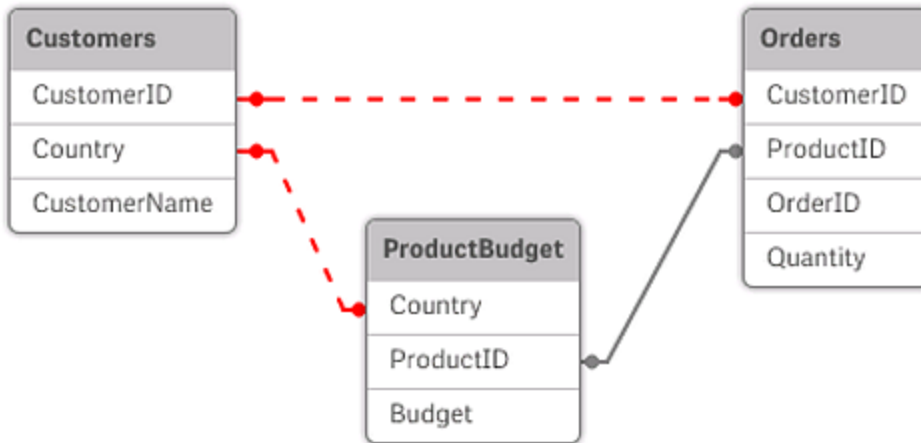 Customers
CustomerID
Country
CustomerName
ProductBudget
Country
ProductID
Budget
Orders
CustomerID
ProductID
OrderID
Quantity